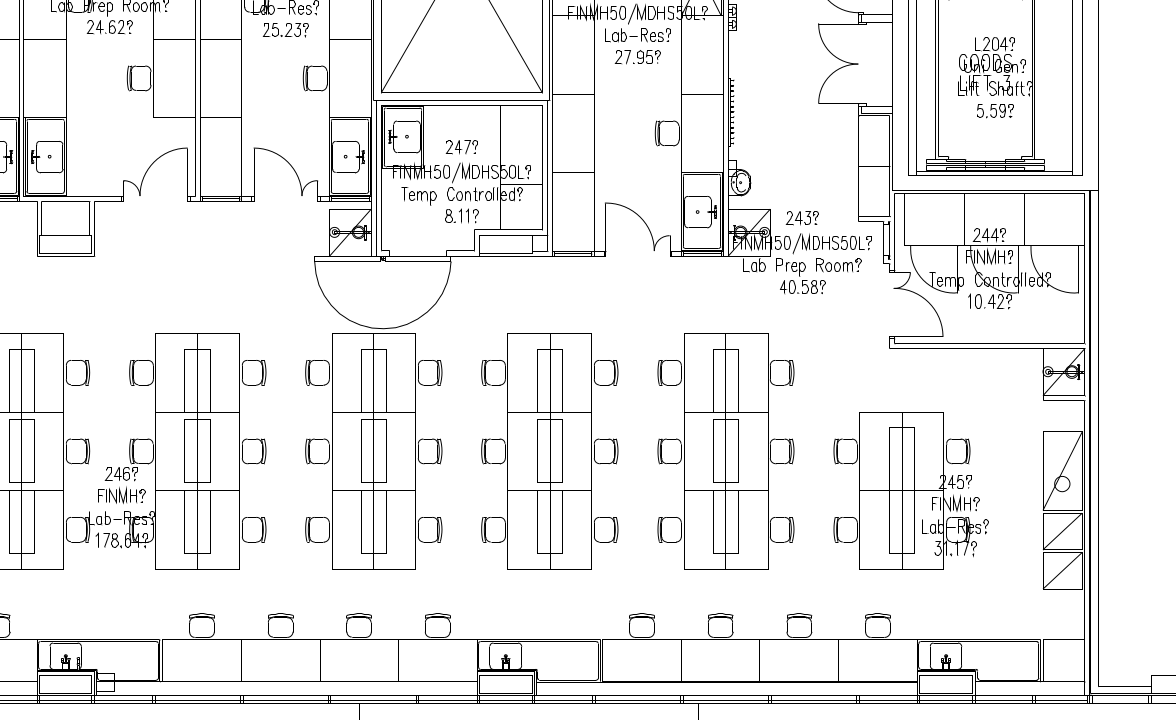 Lab Prep Room?
24.62?
Lab-Res?
25.23?
FINMH50/MDHS50L?
Lab-Res?
27.95?
L204?
GOODS
Uni Gen?
LIFT 3
Lift Shaft?
5.59?
247?
FINMH50/MDHS50L?
Temp Controlled?
8.11?
243?
FINMH50/MDHS50L?
Lab Prep Room?
40.58?
244?
FINMH?
Temp Controlled?
10.42?
246?
FINMH?
Lab-Res?
178.64?
245?
FINMH?
Lab-Res?
31.17?